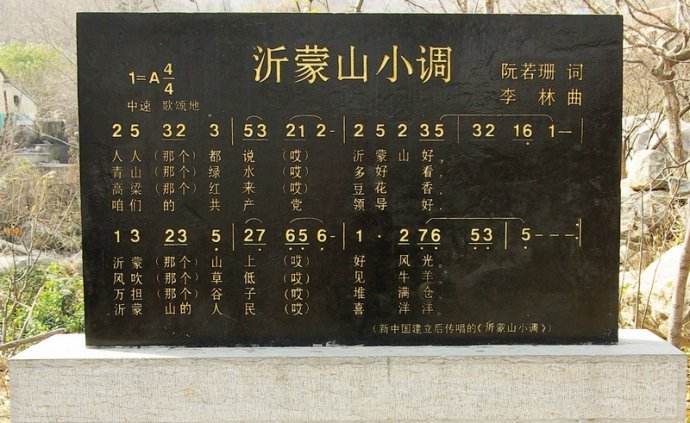 沂蒙山小调
1=A 4/4
阮若珊 词
中速 歌颂地
李林 曲
2 5 32 3 | 53 21 2- | 2 5 2 35 | 32 16 1— |
人人(那个)都 说 (哎) 沂蒙山好。
青山(那个)绿 水 (哎) 多好 看。
高粱(那个)红 来 (哎) 豆花 香。
咱们 的 共 产 党 领导 好。
1 3 23 5 | 27 65 6- | 1· 2 76 53 | 5--- |
沂蒙(那个)山 上 (哎) 好 风 光。
风吹(那个)草 低 (哎) 见 牛 羊。
万担(那个)谷 子 (哎) 堆 满 仓。
沂蒙 山的 人 民 (哎) 喜 洋 洋。
(新中国建立后传唱的《沂蒙山小调》)